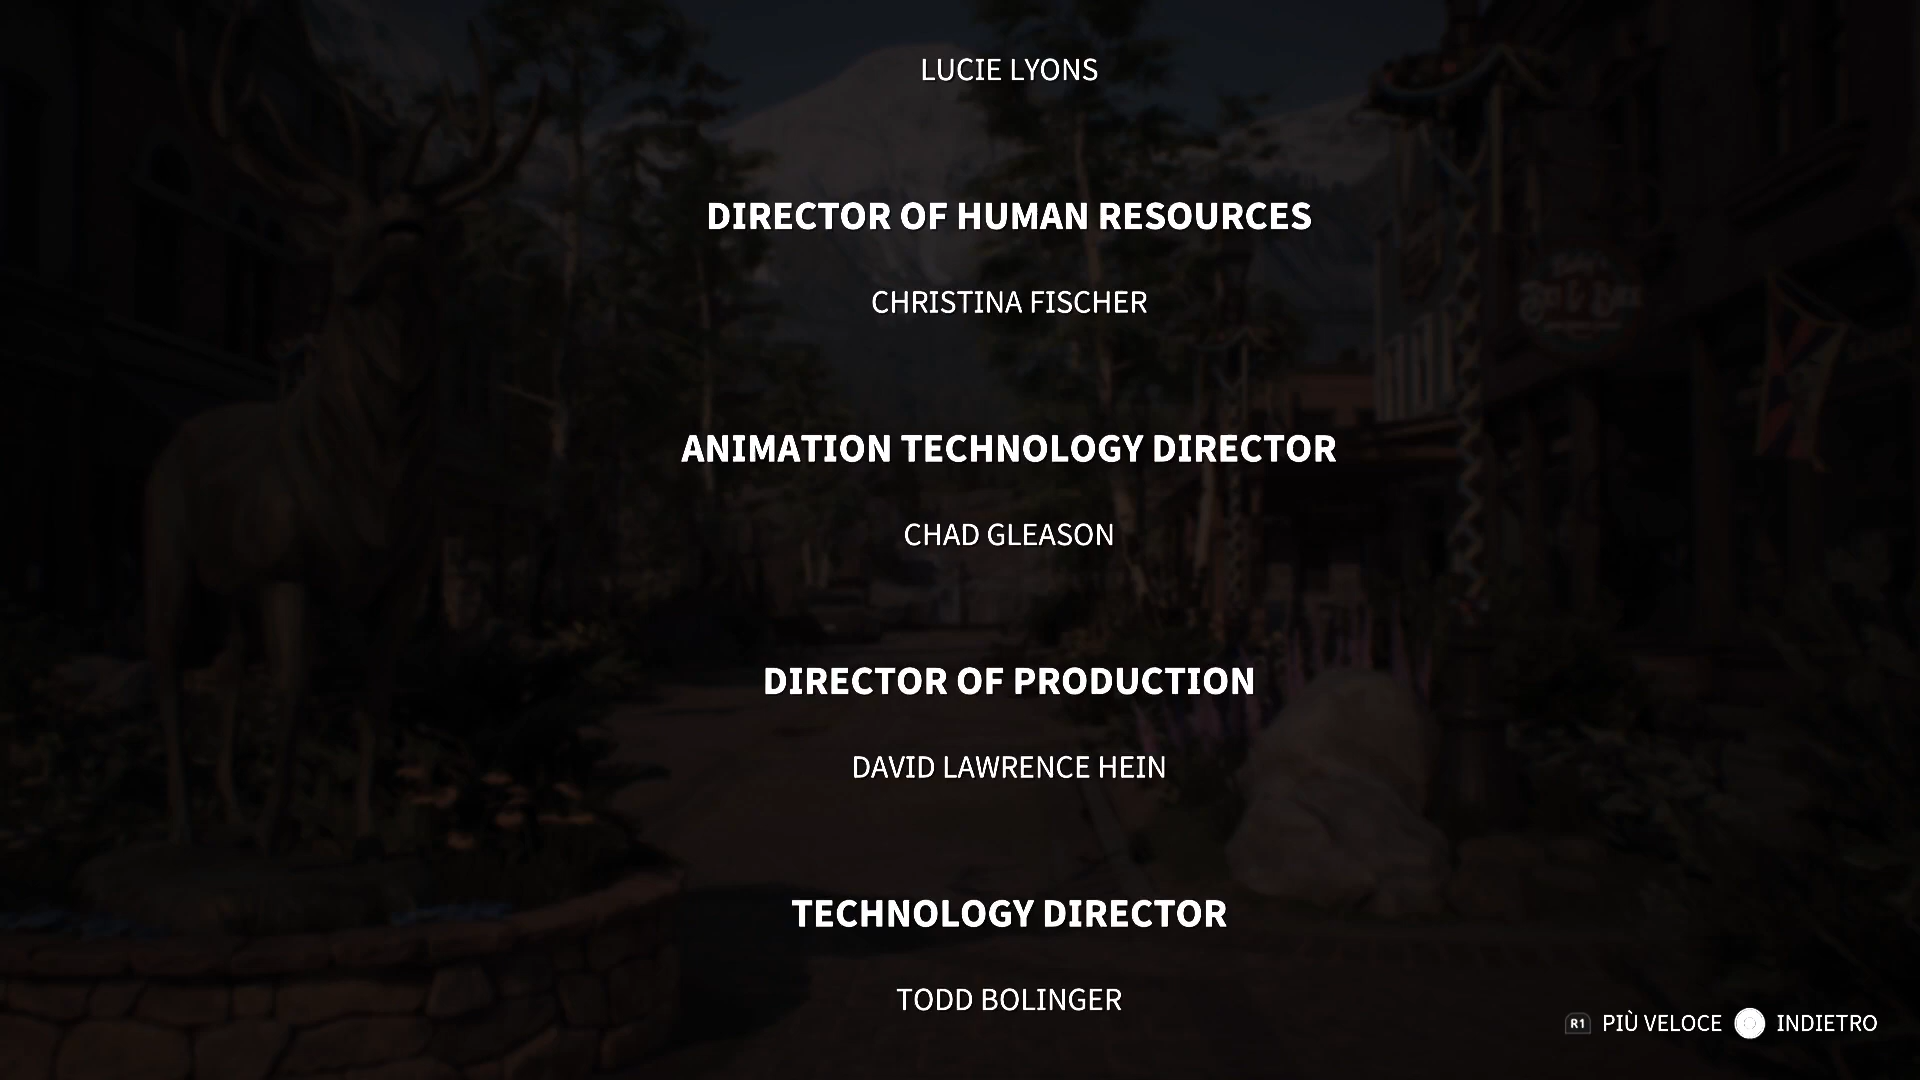 LUCIE LYONS
DIRECTOR OF HUMAN RESOURCES
CHRISTINA FISCHER
ANIMATION TECHNOLOGY DIRECTOR
CHAD GLEASON
DIRECTOR OF PRODUCTION
DAVID LAWRENCE HEIN
TECHNOLOGY DIRECTOR
TODD BOLINGER
R1 PIÙ VELOCE INDIETRO